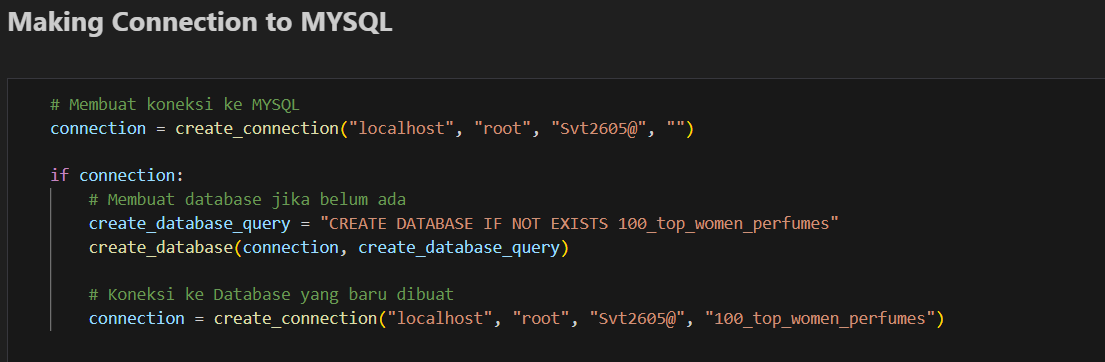 Making Connection to MYSQL
# Membuat koneksi ke MYSQL
connection = create_connection("localhost", "root", "Svt2605@", "")
if connection:
# Membuat database jika belum ada
create_database_query = "CREATE DATABASE IF NOT EXISTS 100_top_women_perfumes"
create_database(connection, create_database_query)
# Koneksi ke Database yang baru dibuat
connection = create_connection("localhost", "root", "Svt2605@", "100_top_women_perfumes")